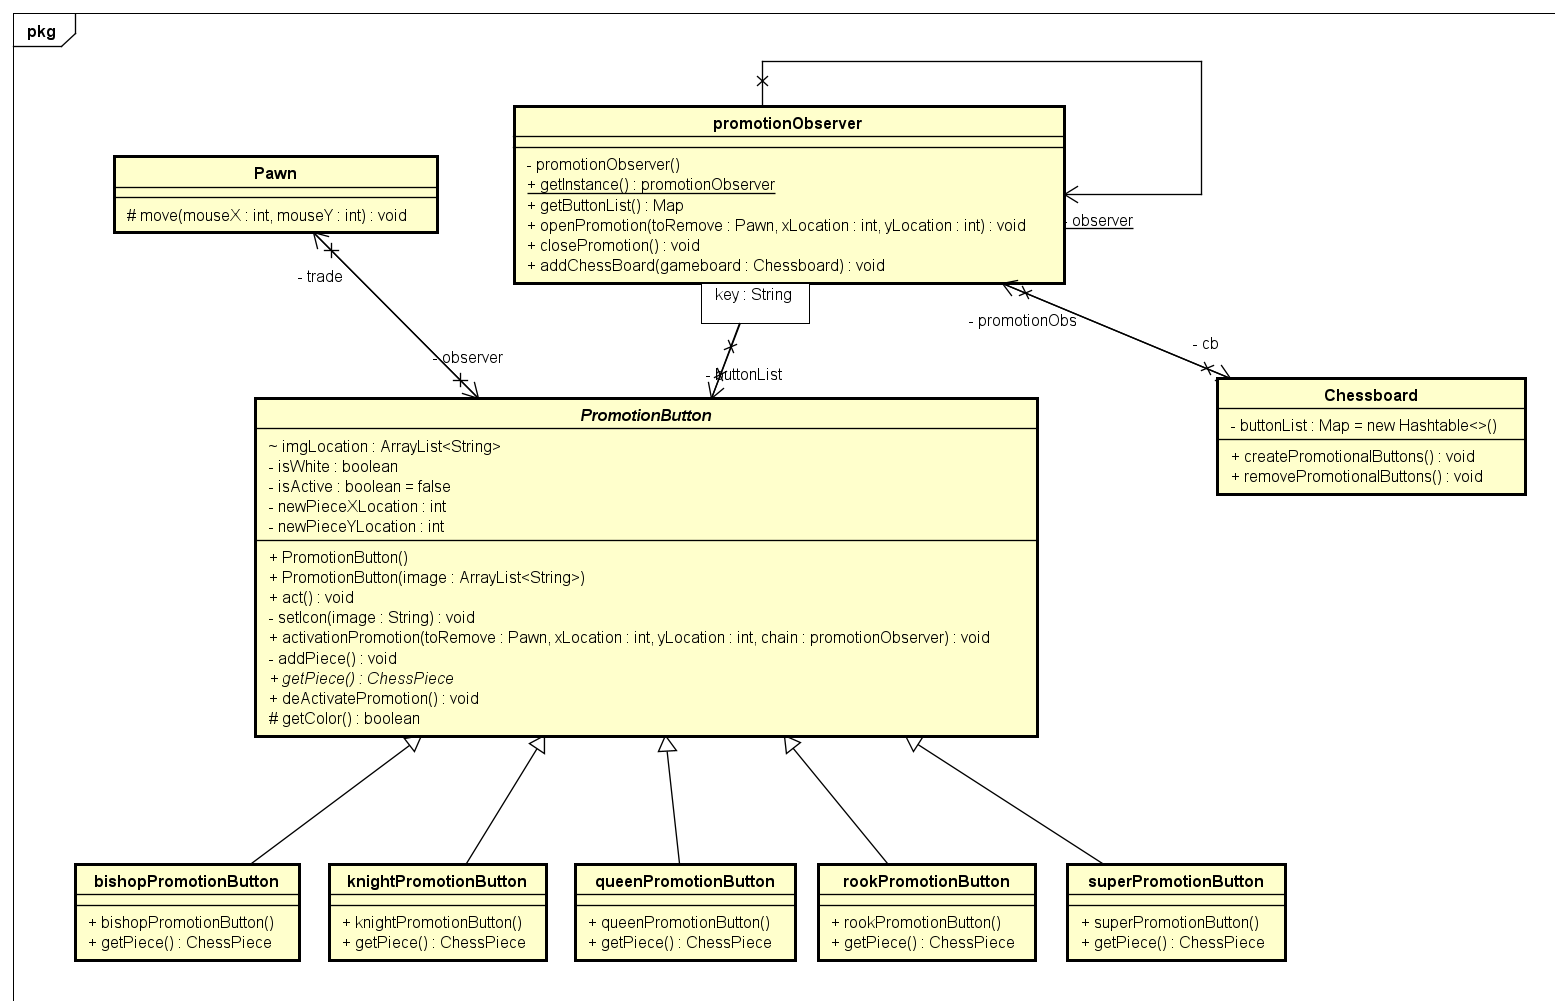 pkg
promotionObserver
- promotionObserver()
+ getInstance() : promotionObserver
+ getButtonList() : Map
+ openPromotion(toRemove : Pawn, xLocation : int, yLocation : int) : void
+ closePromotion() : void
+ addChessBoard(gameboard : Chessboard) : void
- observer
key : String
Pawn
# move(mouseX : int, mouseY : int) : void
- trade
- observer
- buttonList
- promotionObs
- cb
Chessboard
- buttonList : Map = new Hashtable<>()
+ createPromotionalButtons() : void
+ removePromotionalButtons() : void
PromotionButton
~ imgLocation : ArrayList<String>
- isWhite : boolean
- isActive : boolean = false
- newPieceXLocation : int
- newPieceYLocation : int
+ PromotionButton()
+ PromotionButton(image : ArrayList<String>)
+ act() : void
- setIcon(image : String) : void
+ activationPromotion(toRemove : Pawn, xLocation : int, yLocation : int, chain : promotionObserver) : void
- addPiece() : void
+ getPiece() : ChessPiece
+ deActivatePromotion() : void
# getColor() : boolean
bishopPromotionButton
+ bishopPromotionButton()
+ getPiece() : ChessPiece
knightPromotionButton
+ knightPromotionButton()
+ getPiece() : ChessPiece
queenPromotionButton
+ queenPromotionButton()
+ getPiece() : ChessPiece
rookPromotionButton
+ rookPromotionButton()
+ getPiece() : ChessPiece
superPromotionButton
+ superPromotionButton()
+ getPiece() : ChessPiece